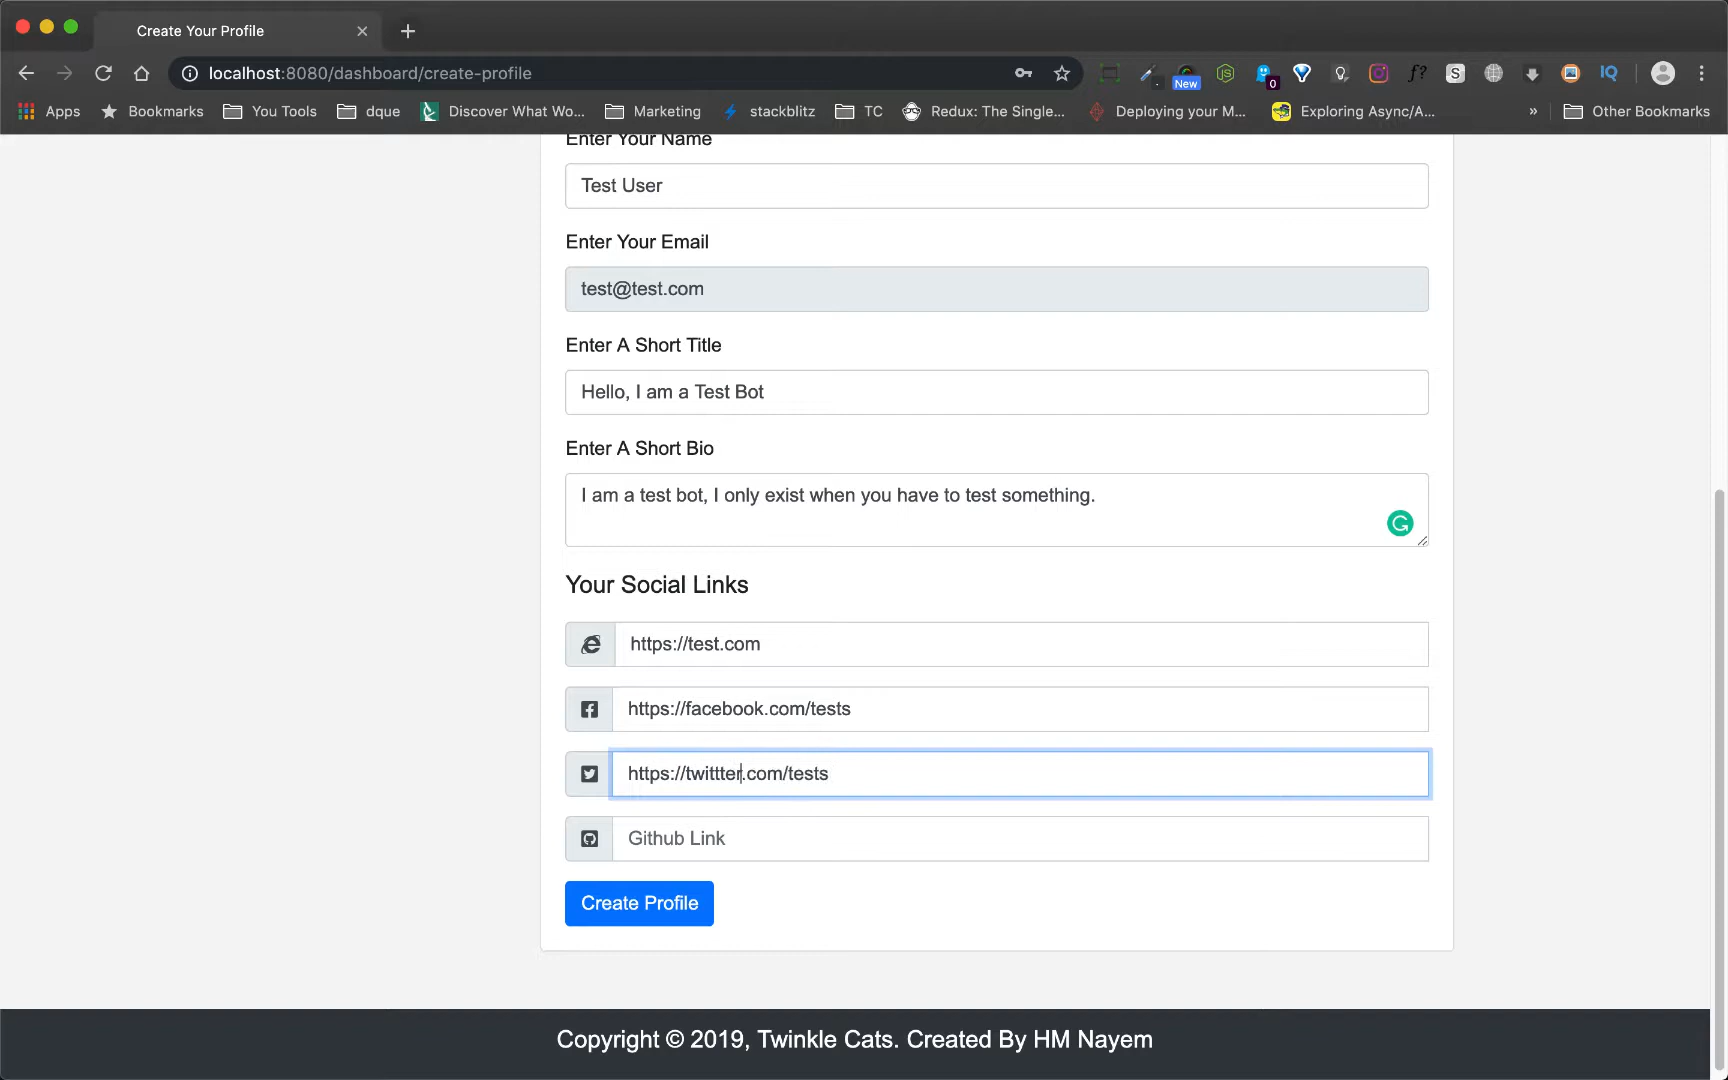 Create Your Profile
localhost:8080/dashboard/create-profile
New
0
f?
S
IQ
Apps
Bookmarks
You Tools
dque
Discover What Wo...
Marketing
stackblitz
TC
Redux: The Single...
Deploying your M...
Exploring Async/A...
»
Other Bookmarks
Enter Your Name
Test User
Enter Your Email
test@test.com
Enter A Short Title
Hello, I am a Test Bot
Enter A Short Bio
I am a test bot, I only exist when you have to test something.
Your Social Links
https://test.com
https://facebook.com/tests
https://twittter.com/tests
Github Link
Create Profile
Copyright © 2019, Twinkle Cats. Created By HM Nayem